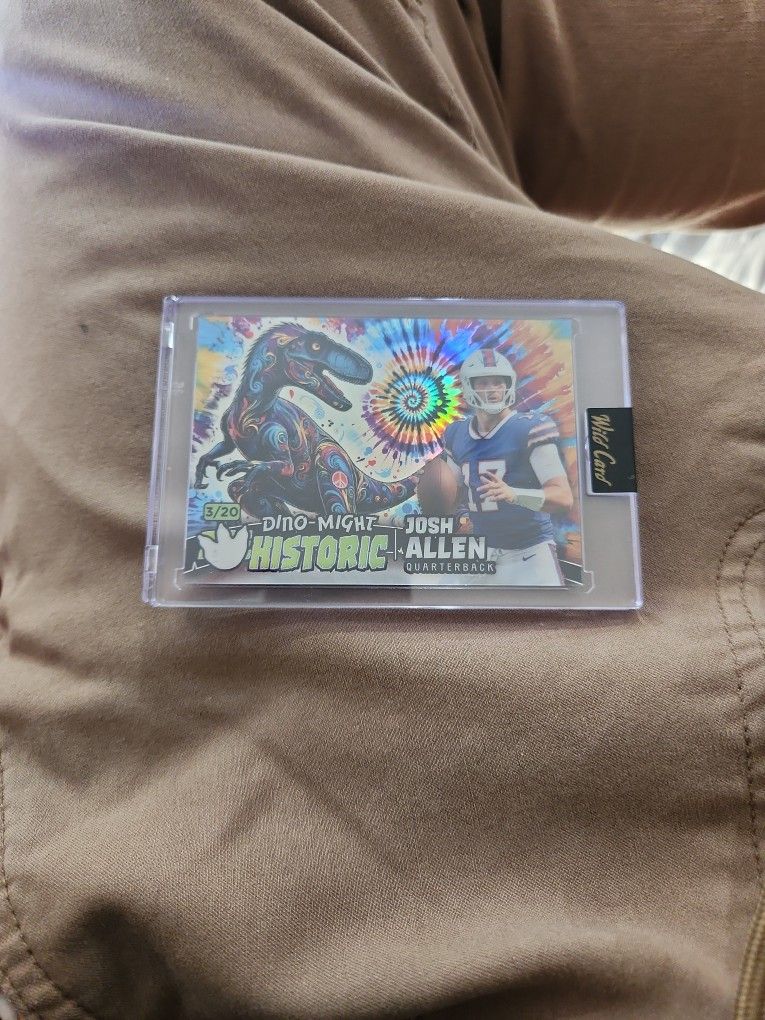 Wild Card
3/20
DINO-MIGHT
HISTORIC
JOSH
ALLEN
QUARTERBACK
17